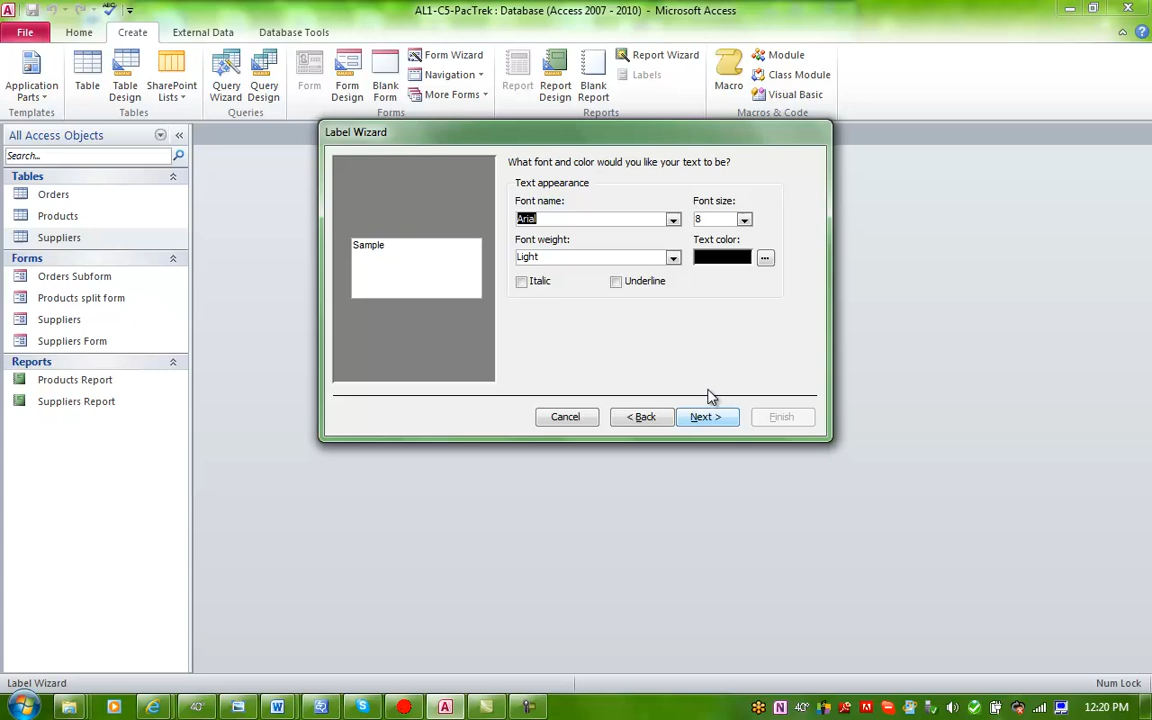 AL1-C5-PacTrek : Database (Access 2007 - 2010) - Microsoft Access
File Home Create External Data Database Tools
Application Parts
Table
Table Design
SharePoint Lists
Query Wizard
Query Design
Form
Form Design
Blank Form
Form Wizard
Navigation
More Forms
Report
Report Design
Blank Report
Report Wizard
Labels
Macro
Module
Class Module
Visual Basic
Templates Tables Queries Forms Reports Macros & Code
All Access Objects
Search...
Tables
Orders
Products
Suppliers
Forms
Orders Subform
Products split form
Suppliers
Suppliers Form
Reports
Products Report
Suppliers Report
Label Wizard
Sample
What font and color would you like your text to be?
Text appearance
Font name: Font size:
Arial 8
Font weight: Text color:
Light ...
Italic Underline
Cancel < Back Next > Finish
Label Wizard Num Lock
40° 40° 12:20 PM